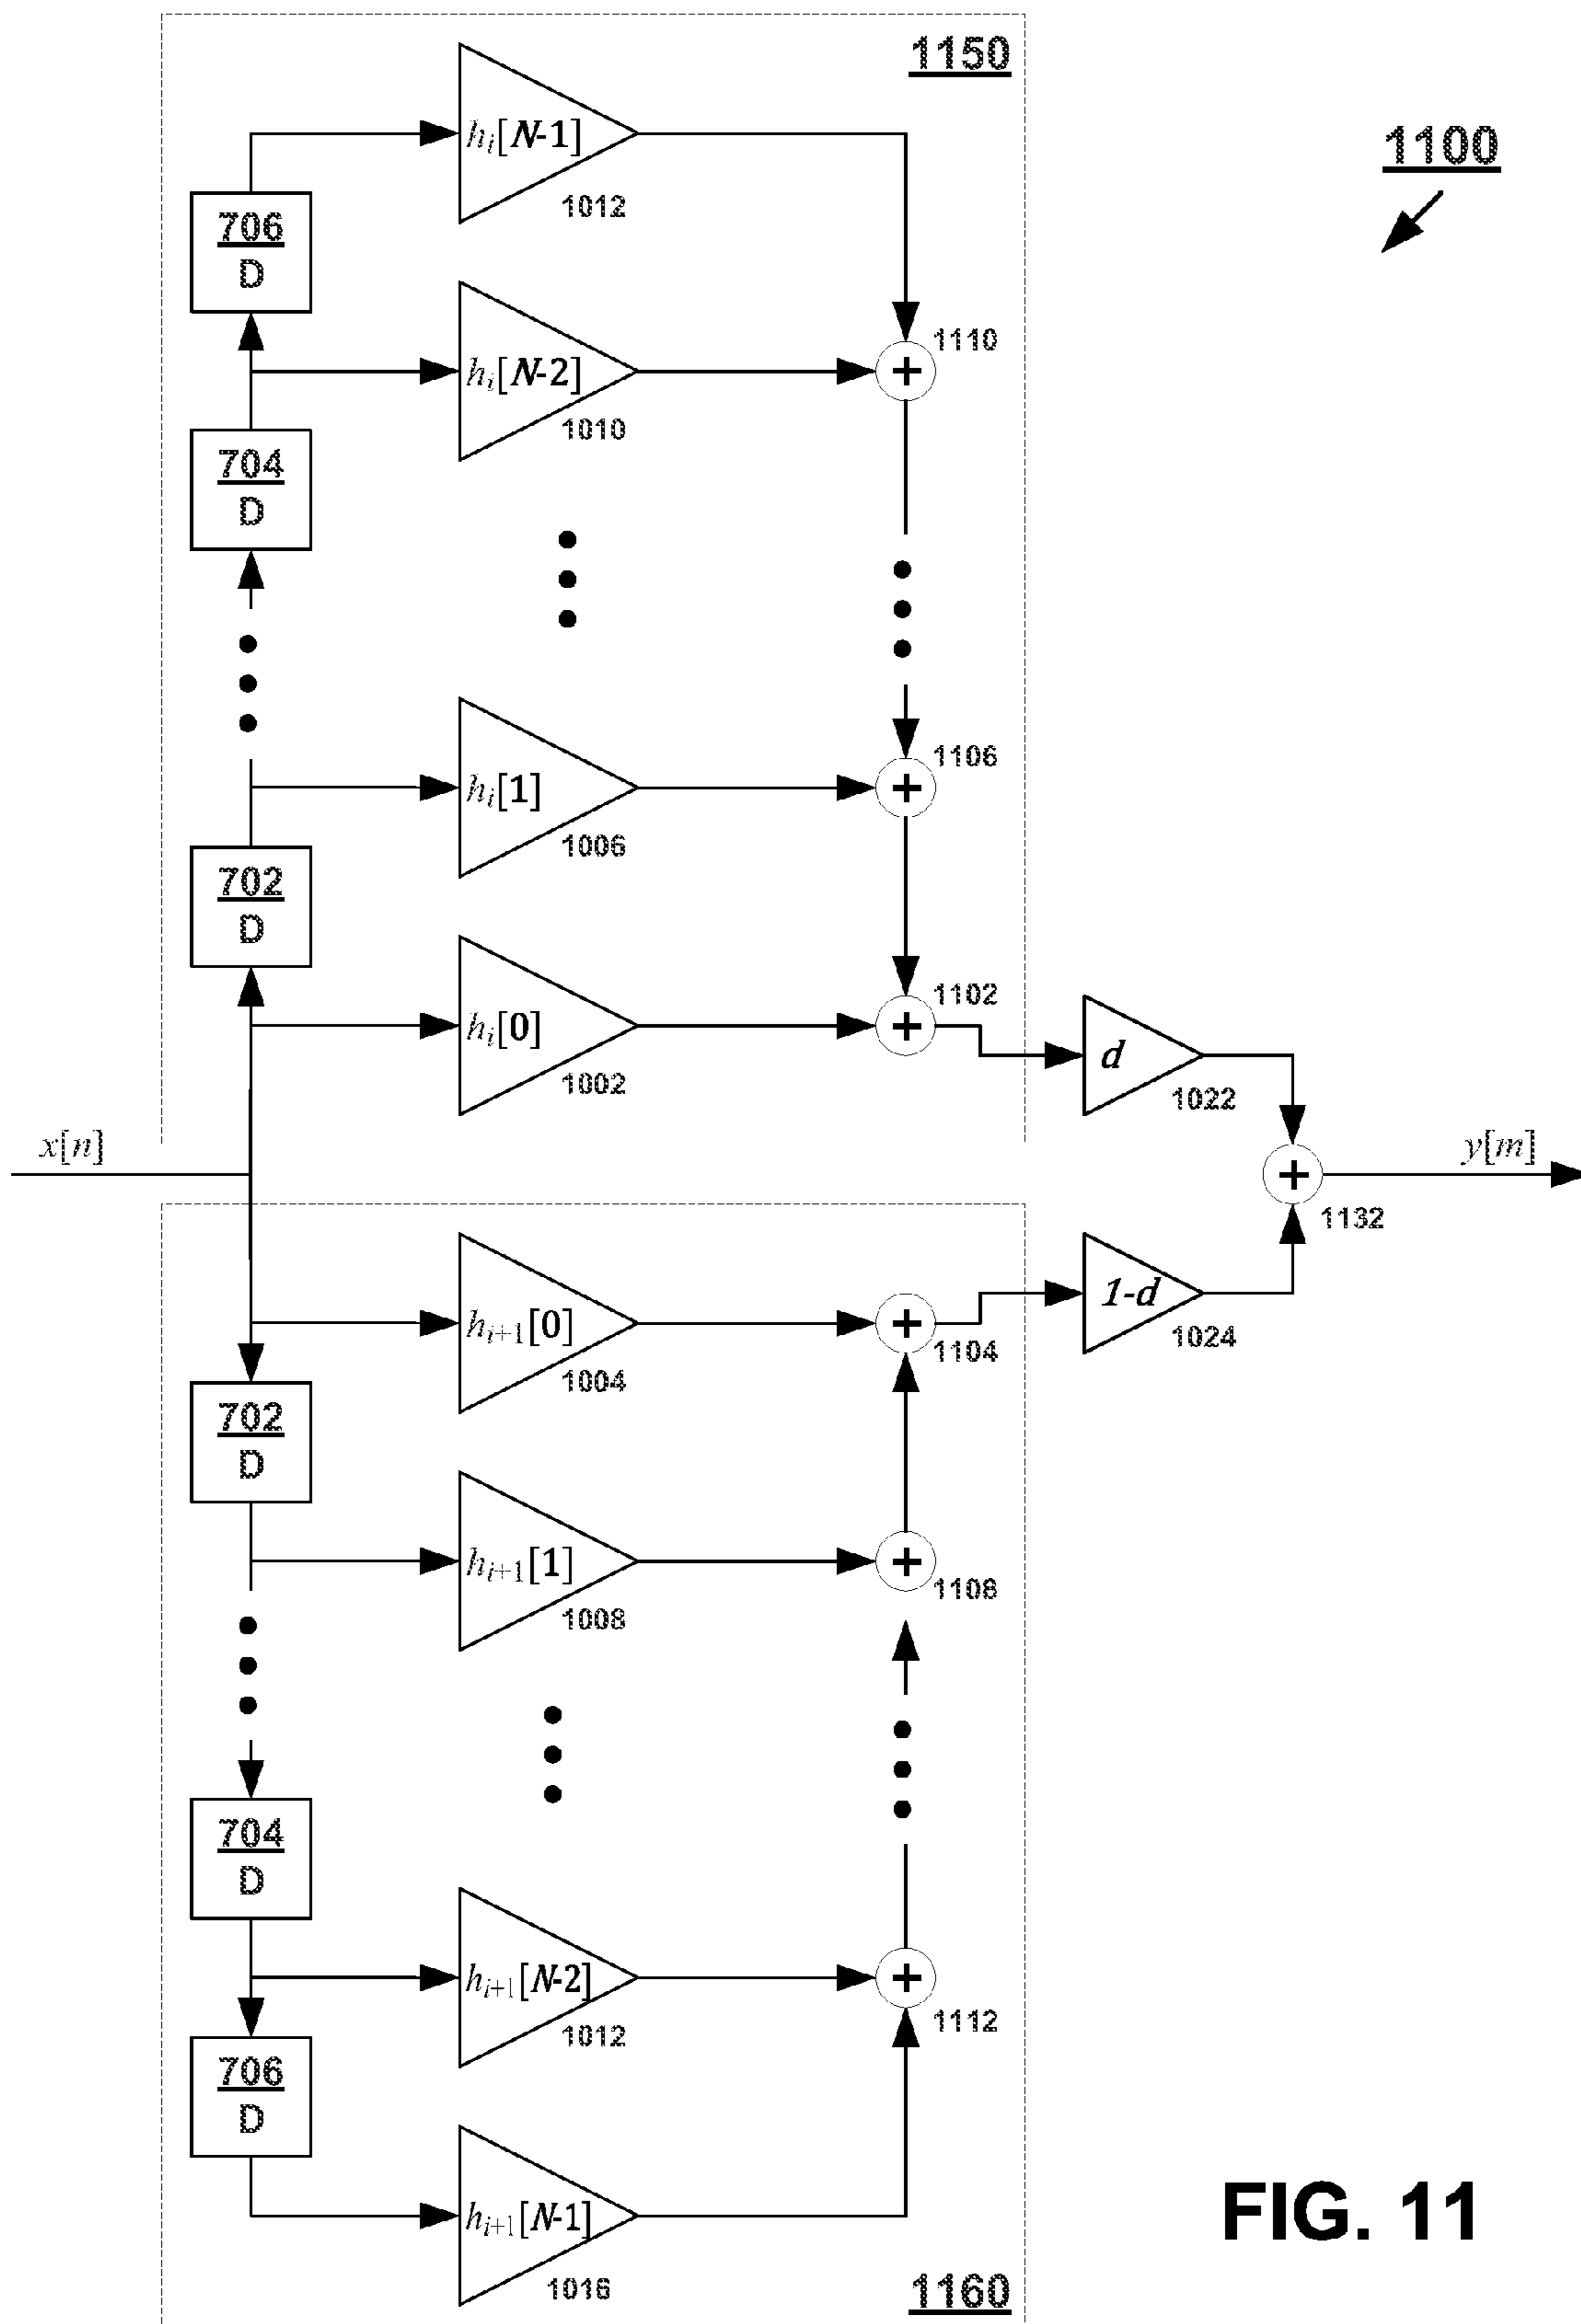 1150
1100
h_i[N-1]
1012
706
D
1110
h_i[N-2]
1010
704
D
1106
h_i[1]
1006
702
D
1102
h_i[0]
1002
d
1022
x[n]
y[m]
1132
h_{i+1}[0]
1004
1104
1-d
1024
702
D
h_{i+1}[1]
1008
1108
704
D
h_{i+1}[N-2]
1012
1112
706
D
h_{i+1}[N-1]
1016
1160
FIG. 11